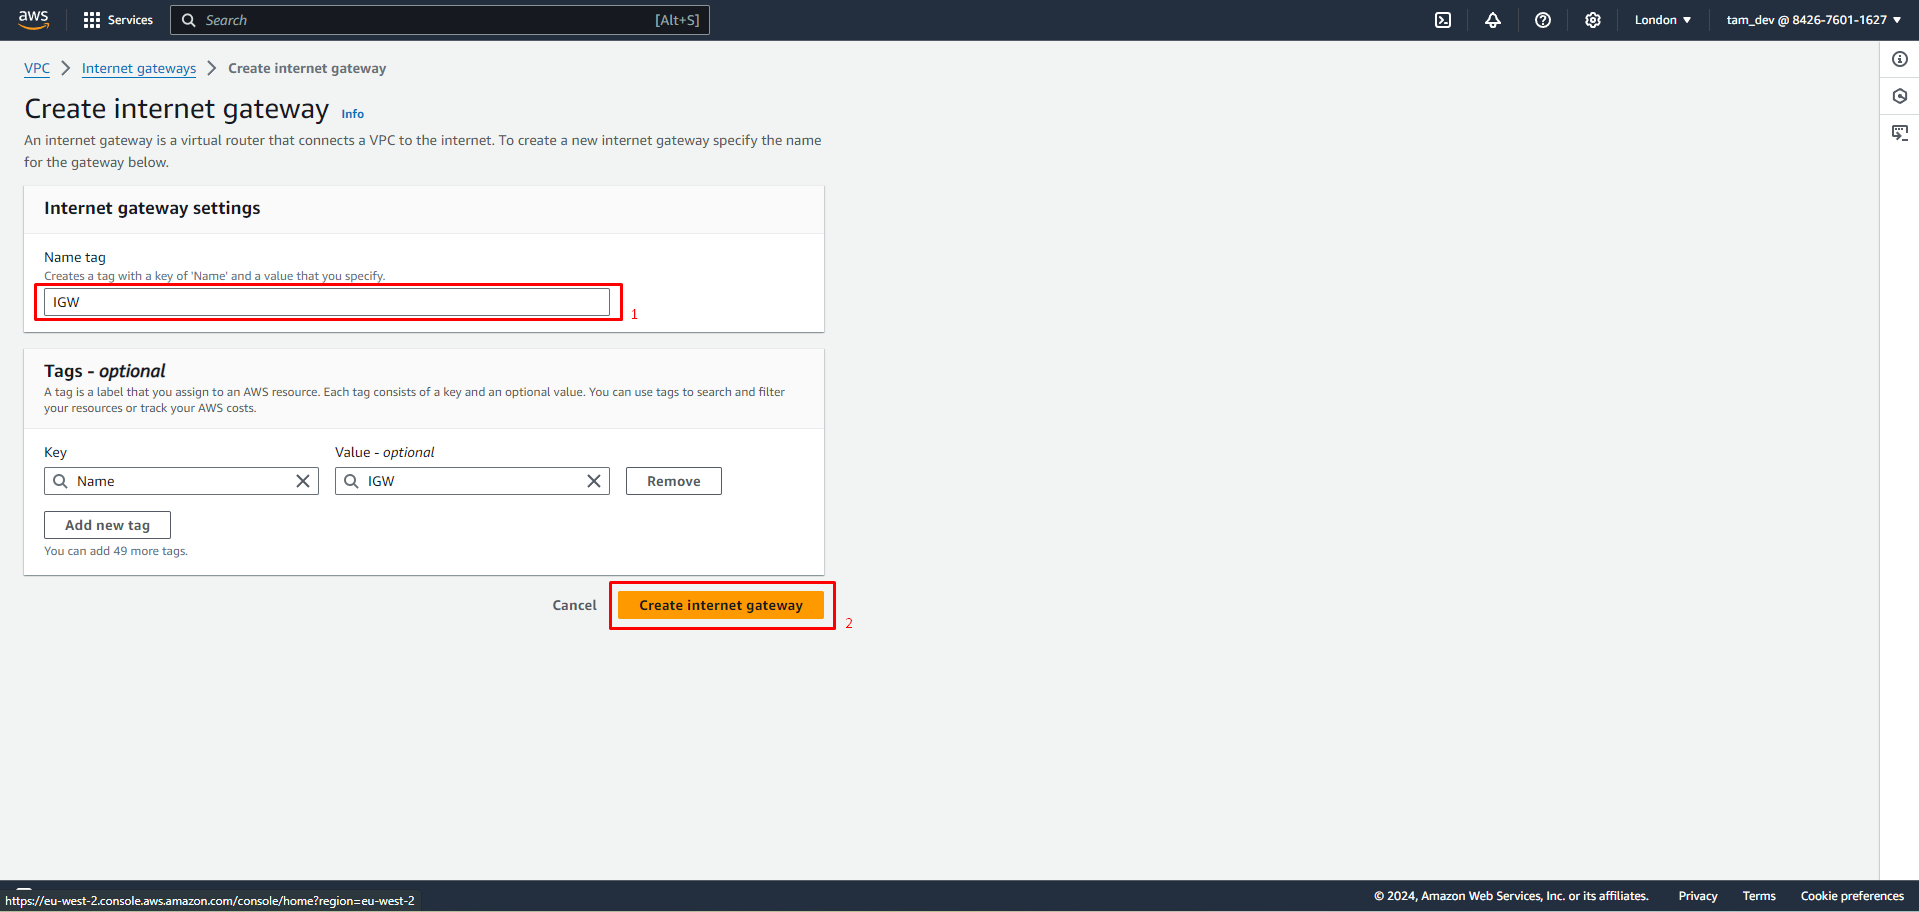 aws
Services
Search
[Alt+S]
London
tam_dev @ 8426-7601-1627
VPC
Internet gateways
Create internet gateway
Create internet gateway
Info
An internet gateway is a virtual router that connects a VPC to the internet. To create a new internet gateway specify the name
for the gateway below.
Internet gateway settings
Name tag
Creates a tag with a key of 'Name' and a value that you specify.
IGW
1
Tags - optional
A tag is a label that you assign to an AWS resource. Each tag consists of a key and an optional value. You can use tags to search and filter
your resources or track your AWS costs.
Key
Value - optional
Name
IGW
Remove
Add new tag
You can add 49 more tags.
Cancel
Create internet gateway
2
https://eu-west-2.console.aws.amazon.com/console/home?region=eu-west-2
© 2024, Amazon Web Services, Inc. or its affiliates.
Privacy
Terms
Cookie preferences